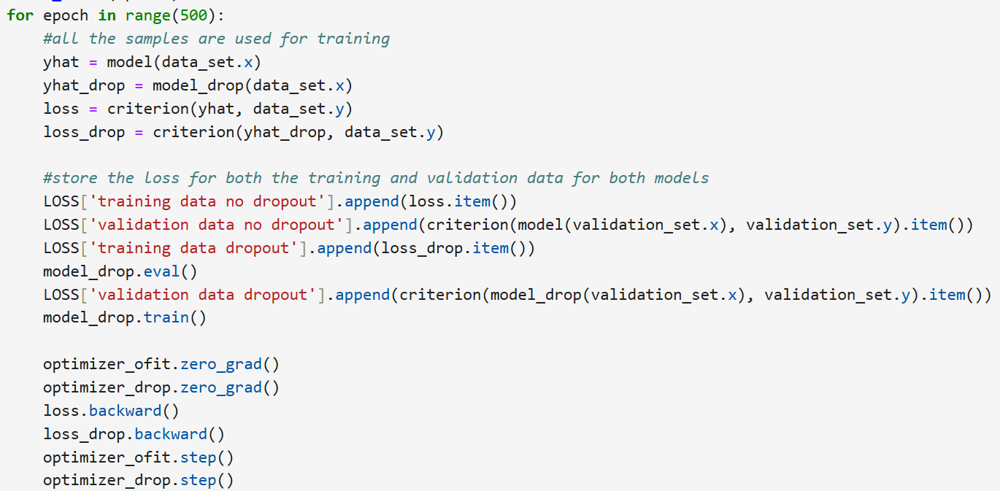 for epoch in range(500):
    #all the samples are used for training
    yhat = model(data_set.x)
    yhat_drop = model_drop(data_set.x)
    loss = criterion(yhat, data_set.y)
    loss_drop = criterion(yhat_drop, data_set.y)

    #store the loss for both the training and validation data for both models
    LOSS['training data no dropout'].append(loss.item())
    LOSS['validation data no dropout'].append(criterion(model(validation_set.x), validation_set.y).item())
    LOSS['training data dropout'].append(loss_drop.item())
    model_drop.eval()
    LOSS['validation data dropout'].append(criterion(model_drop(validation_set.x), validation_set.y).item())
    model_drop.train()

    optimizer_ofit.zero_grad()
    optimizer_drop.zero_grad()
    loss.backward()
    loss_drop.backward()
    optimizer_ofit.step()
    optimizer_drop.step()